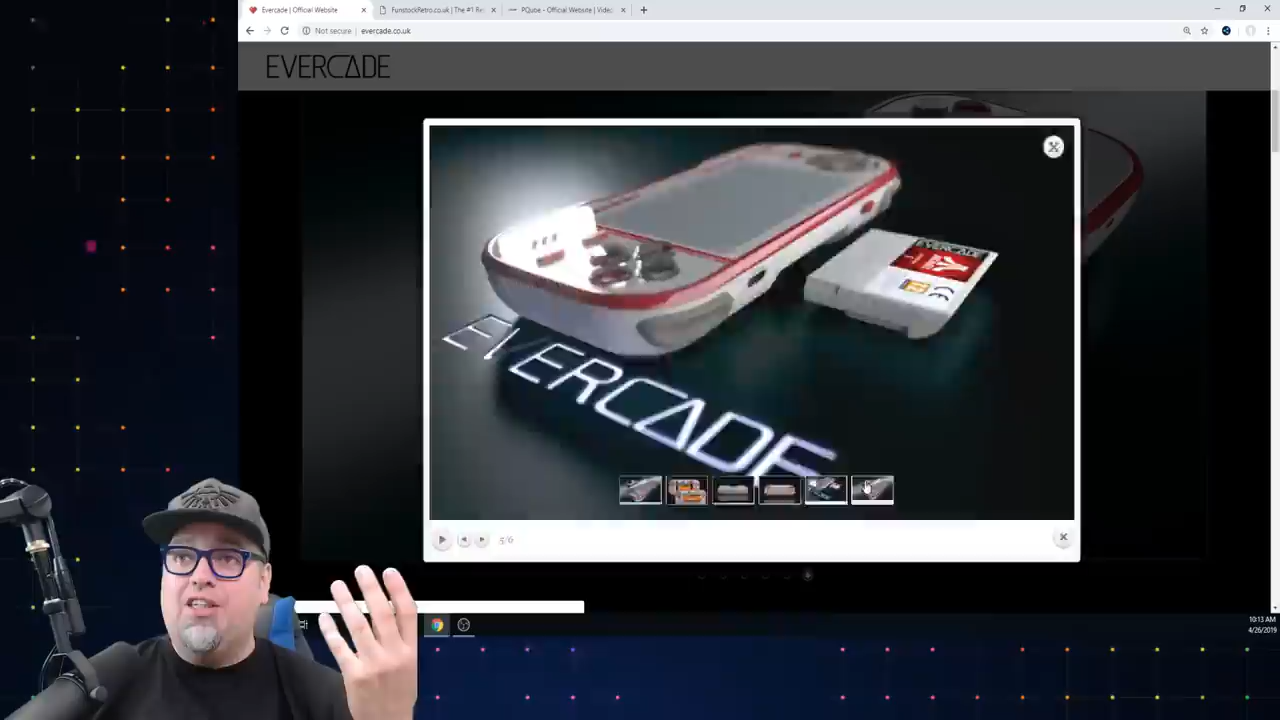 Evercade | Official Website
FunstockRetro.co.uk | The #1 Re
PQube - Official Website | Vide
Not secure
evercade.co.uk
EVERCADE
EVERCADE
EVERCADE
5/6
10:13 AM
4/26/2019